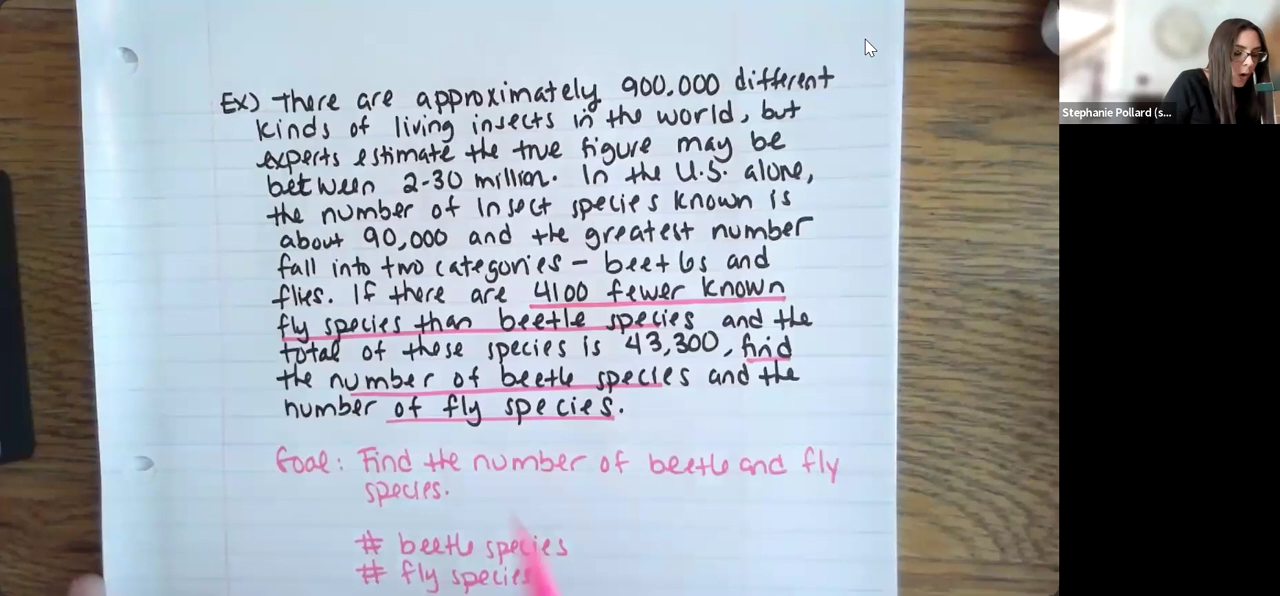 Ex) There are approximately 900.000 different
kinds of living insects in the world, but
experts estimate the true figure may be
between 2-30 million. In the U.S. alone,
the number of Insect species known is
about 90,000 and the greatest number
fall into two categories - beetles and
flies. If there are 4100 fewer known
fly species than beetle species and the
total of these species is 43,300, find
the number of beetle species and the
number of fly species.
Goal: Find the number of beetle and fly
species.
# beetle species
# fly species
Stephanie Pollard (s...